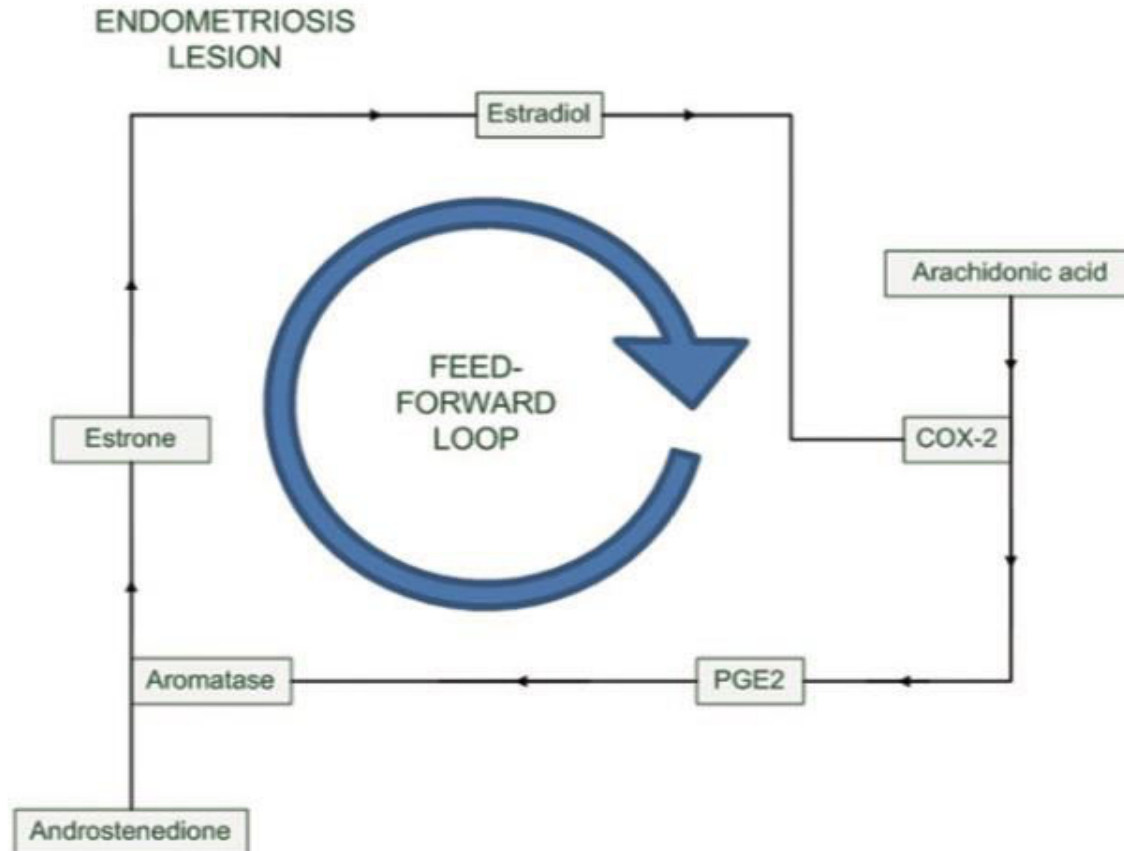 ENDOMETRIOSIS
LESION
Estradiol
Arachidonic acid
FEED-
FORWARD
LOOP
Estrone
COX-2
Aromatase
PGE2
Androstenedione